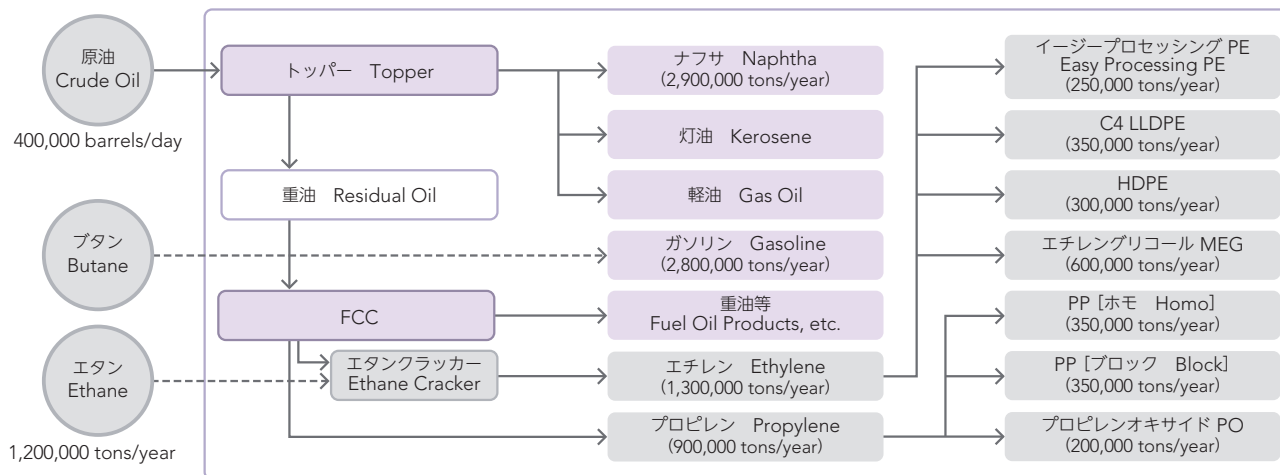 原油
Crude Oil
400,000 barrels/day
ブタン
Butane
エタン
Ethane
1,200,000 tons/year
トッパー Topper
重油 Residual Oil
FCC
エタンクラッカー
Ethane Cracker
ナフサ Naphtha
(2,900,000 tons/year)
灯油 Kerosene
軽油 Gas Oil
ガソリン Gasoline
(2,800,000 tons/year)
重油等
Fuel Oil Products, etc.
エチレン Ethylene
(1,300,000 tons/year)
プロピレン Propylene
(900,000 tons/year)
イージープロセッシング PE
Easy Processing PE
(250,000 tons/year)
C4 LLDPE
(350,000 tons/year)
HDPE
(300,000 tons/year)
エチレングリコール MEG
(600,000 tons/year)
PP [ホモ Homo]
(350,000 tons/year)
PP [ブロック Block]
(350,000 tons/year)
プロピレンオキサイド PO
(200,000 tons/year)